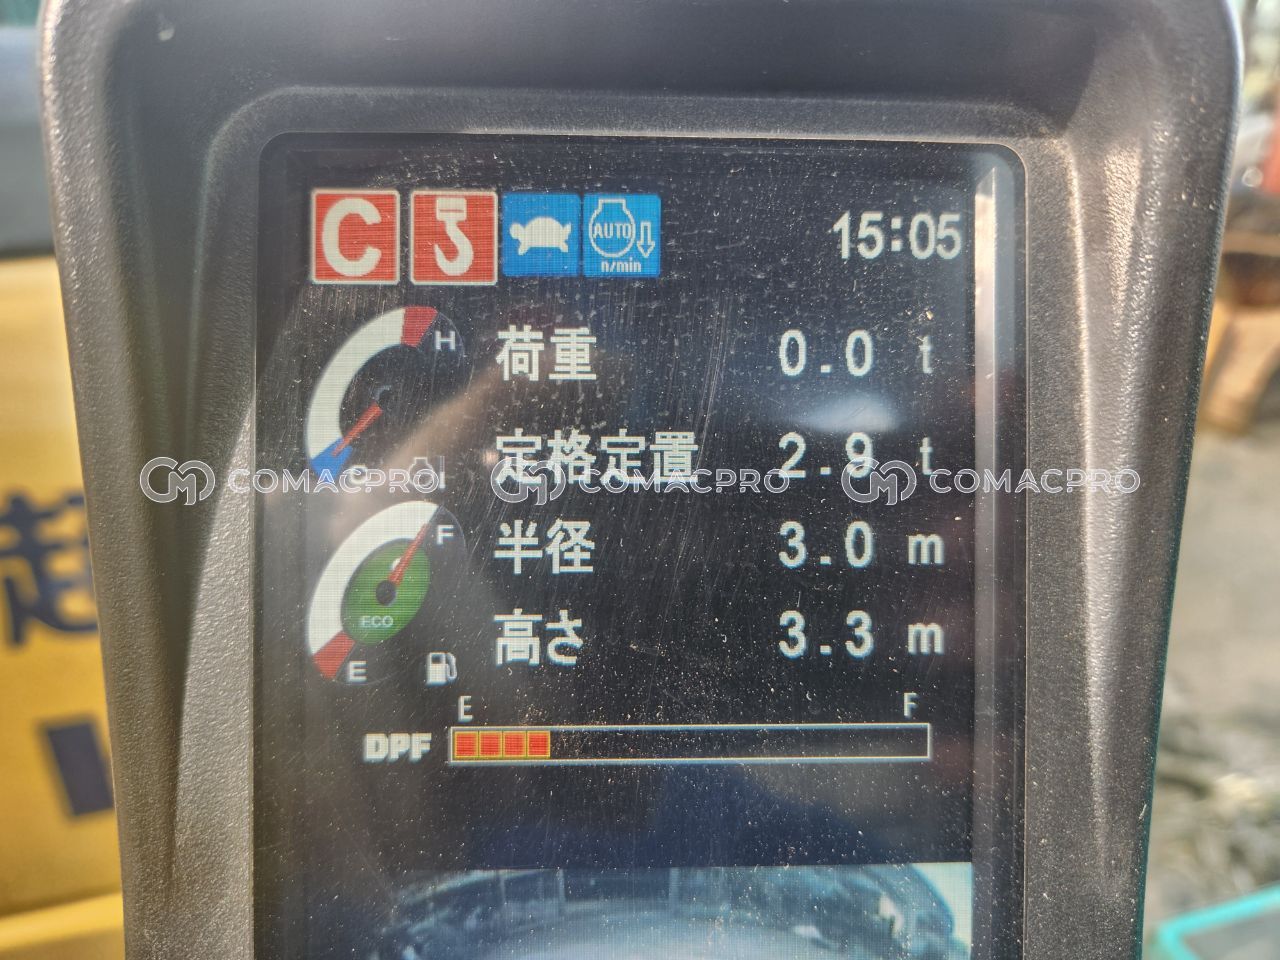 C
AUTO
n/min
15:05
H
C
荷重 0.0 t
定格定置 2.9 t
COMACPRO COMACPRO COMACPRO
半径 3.0 m
F
ECO
E
高さ 3.3 m
E F
DPF
超